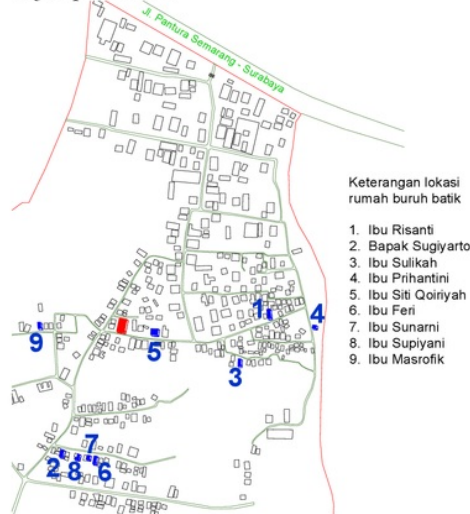 Jl. Pantura Semarang - Surabaya
Keterangan lokasi
rumah buruh batik
1. Ibu Risanti
2. Bapak Sugiyarto
3. Ibu Sulikah
4. Ibu Prihantini
5. Ibu Siti Qoiriyah
6. Ibu Feri
7. Ibu Sunarni
8. Ibu Supiyani
9. Ibu Masrofik
1
4
9
5
3
7
2
8
6